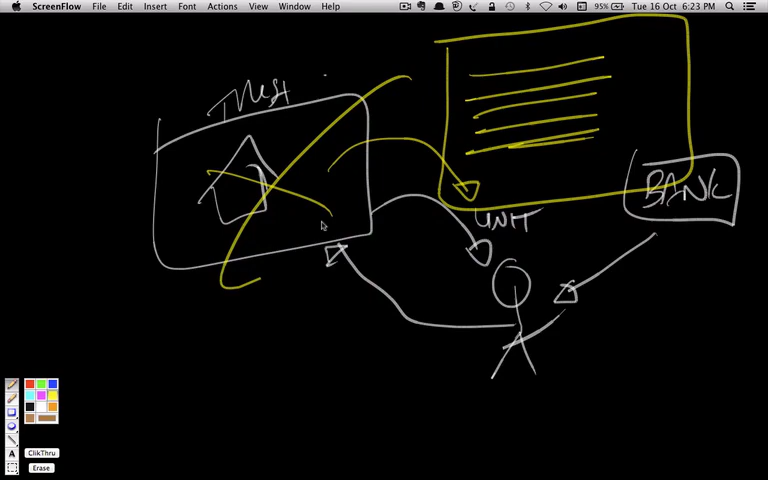 ScreenFlow File Edit Insert Font Actions View Window Help 95% Tue 16 Oct 6:23 PM
TRUST
BANK
UNIT
A
ClikThru
Erase